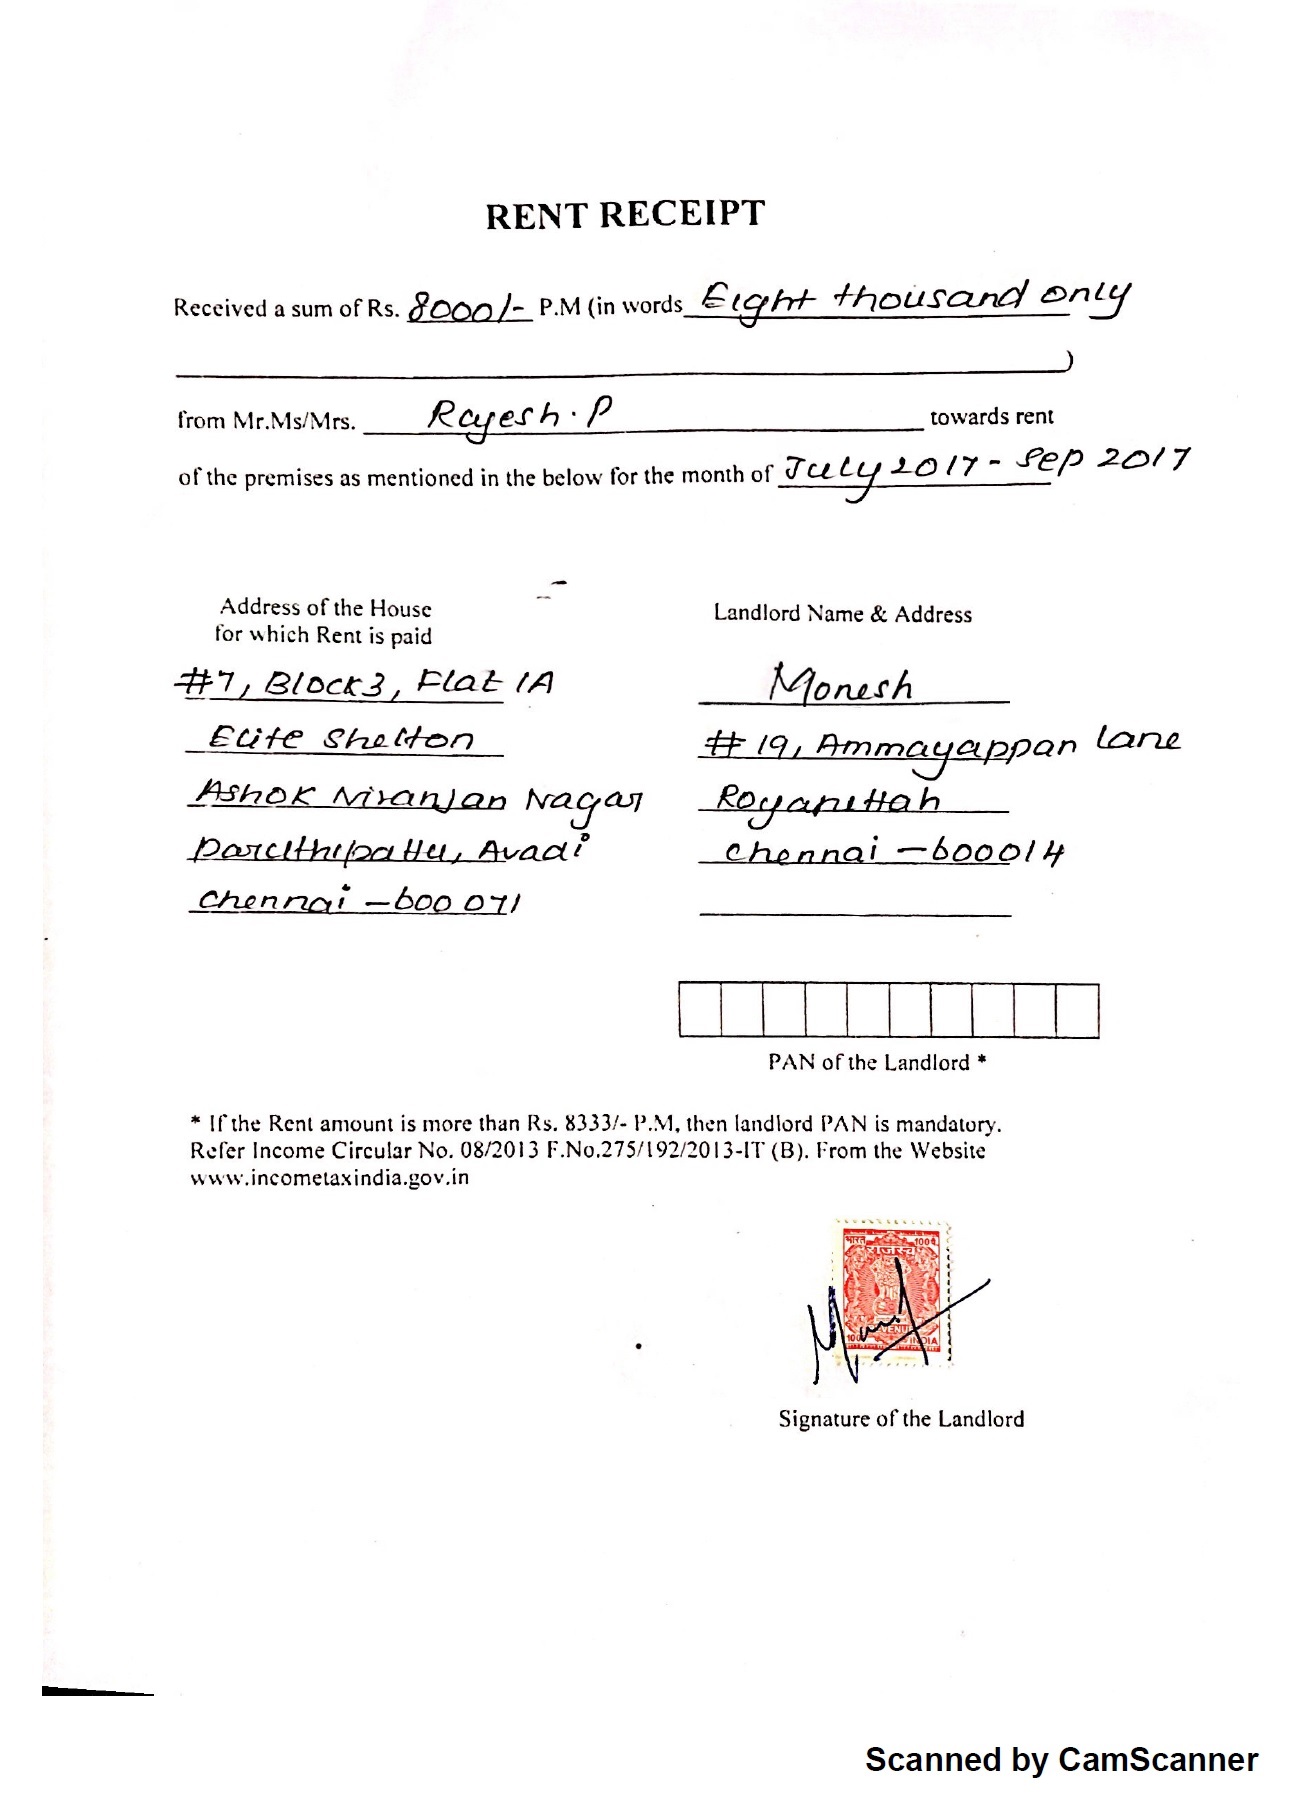 RENT RECEIPT
Received a sum of Rs. 8000/- P.M (in words Eight thousand only
)
from Mr.Ms/Mrs. Rajesh.P towards rent
of the premises as mentioned in the below for the month of July 2017 - Sep 2017
Address of the House
for which Rent is paid
#7, Block3, Flat 1A
Elite Shelton
Ashok Niranjan Nagar
Paruthipattu, Avadi
Chennai - 600 071
Landlord Name & Address
Monesh
# 19, Ammayappan Lane
Royapettah
Chennai - 600014
PAN of the Landlord *
* If the Rent amount is more than Rs. 8333/- P.M, then landlord PAN is mandatory.
Refer Income Circular No. 08/2013 F.No.275/192/2013-IT (B). From the Website
www.incometaxindia.gov.in
भारत 100
राजस्व
100 INDIA
Signature of the Landlord
Scanned by CamScanner